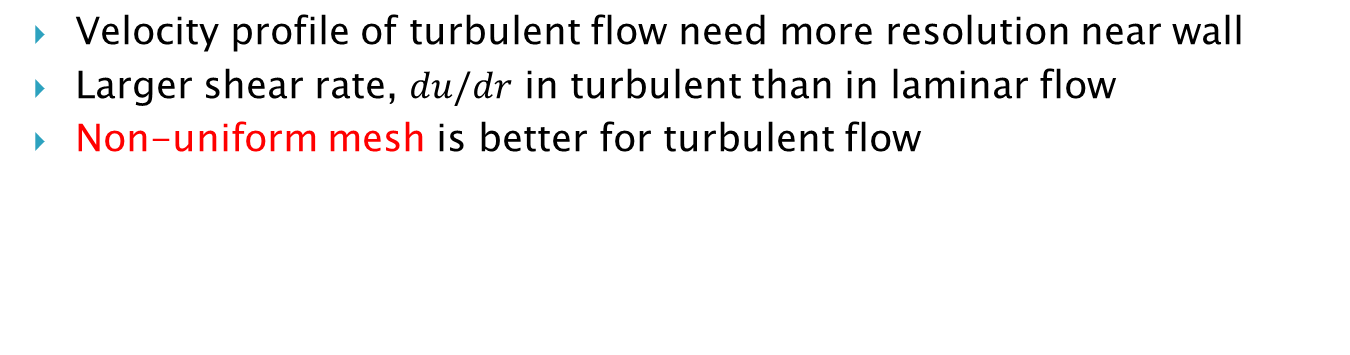 Velocity profile of turbulent flow need more resolution near wall
Larger shear rate, du/dr in turbulent than in laminar flow
Non-uniform mesh is better for turbulent flow